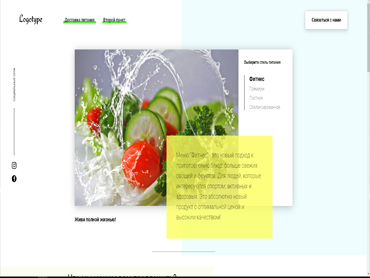 Logotype
Доставка питания
Второй пункт
Связаться с нами
Выберите стиль питания
Фитнес
Премиум
Постное
Сбалансированное
Меню "Фитнес" - это новый подход к
приготовлению блюд: больше свежих
овощей и фруктов. Для людей, которые
интересуются спортом, активных и
здоровых. Это абсолютно новый
продукт с оптимальной ценой и
высоким качеством!
Живи полной жизнью!